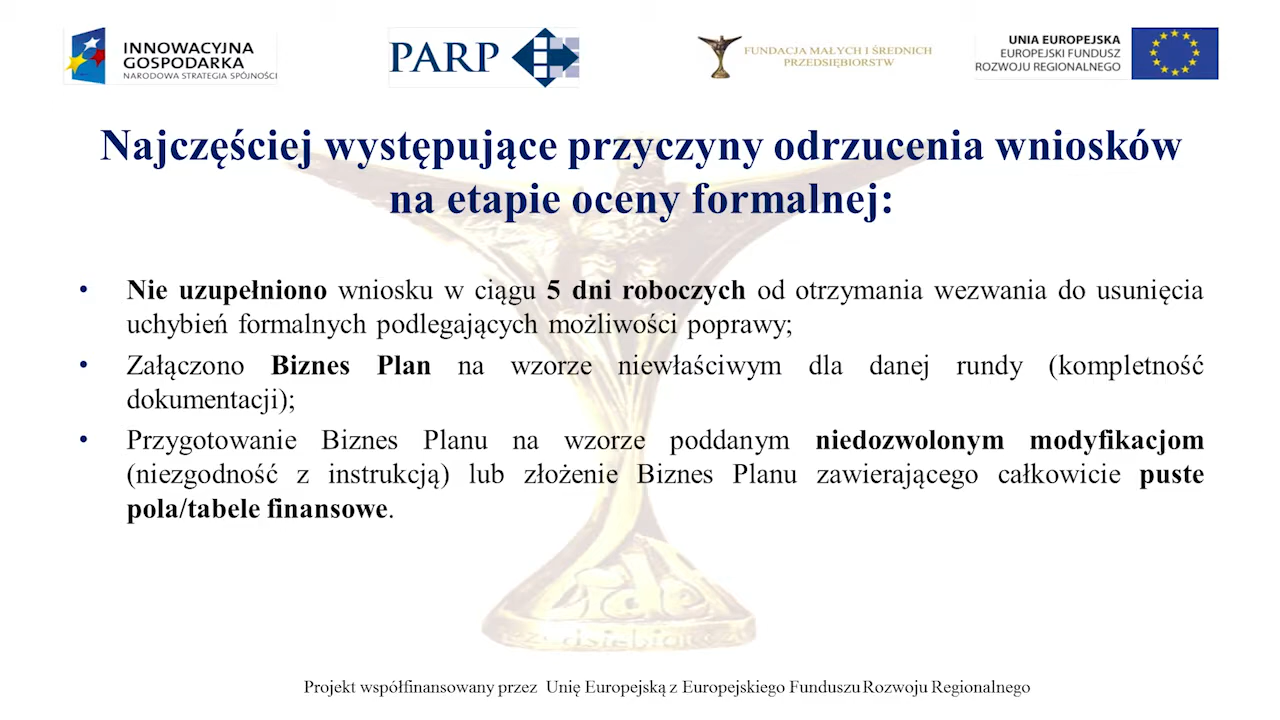 INNOWACYJNA
GOSPODARKA
NARODOWA STRATEGIA SPÓJNOŚCI
PARP
FUNDACJA MAŁYCH I ŚREDNICH
PRZEDSIĘBIORSTW
UNIA EUROPEJSKA
EUROPEJSKI FUNDUSZ
ROZWOJU REGIONALNEGO
Najczęściej występujące przyczyny odrzucenia wniosków
na etapie oceny formalnej:
• Nie uzupełniono wniosku w ciągu 5 dni roboczych od otrzymania wezwania do usunięcia
uchybień formalnych podlegających możliwości poprawy;
• Załączono Biznes Plan na wzorze niewłaściwym dla danej rundy (kompletność
dokumentacji);
• Przygotowanie Biznes Planu na wzorze poddanym niedozwolonym modyfikacjom
(niezgodność z instrukcją) lub złożenie Biznes Planu zawierającego całkowicie puste
pola/tabele finansowe.
Projekt współfinansowany przez Unię Europejską z Europejskiego Funduszu Rozwoju Regionalnego